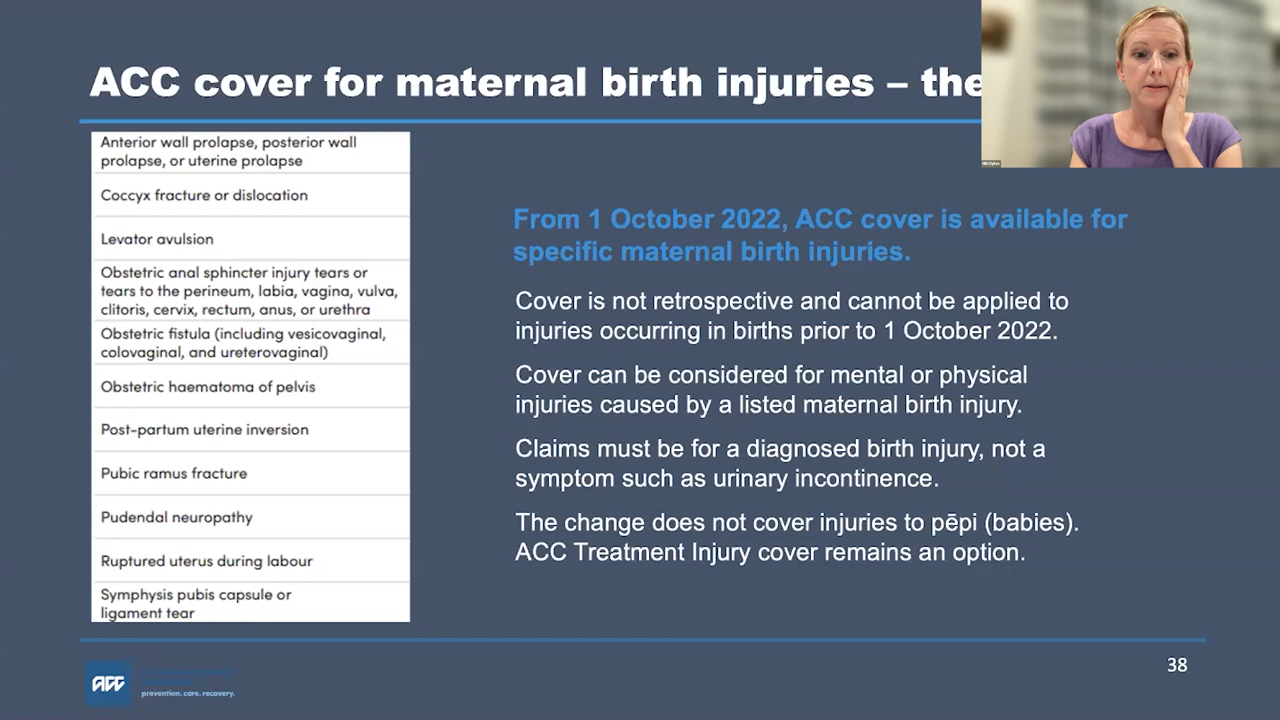 ACC cover for maternal birth injuries – the
Anterior wall prolapse, posterior wall
prolapse, or uterine prolapse
Coccyx fracture or dislocation
Levator avulsion
Obstetric anal sphincter injury tears or
tears to the perineum, labia, vagina, vulva,
clitoris, cervix, rectum, anus, or urethra
Obstetric fistula (including vesicovaginal,
colovaginal, and ureterovaginal)
Obstetric haematoma of pelvis
Post-partum uterine inversion
Pubic ramus fracture
Pudendal neuropathy
Ruptured uterus during labour
Symphysis pubis capsule or
ligament tear
From 1 October 2022, ACC cover is available for
specific maternal birth injuries.
Cover is not retrospective and cannot be applied to
injuries occurring in births prior to 1 October 2022.
Cover can be considered for mental or physical
injuries caused by a listed maternal birth injury.
Claims must be for a diagnosed birth injury, not a
symptom such as urinary incontinence.
The change does not cover injuries to pēpi (babies).
ACC Treatment Injury cover remains an option.
ACC
prevention. care. recovery.
38